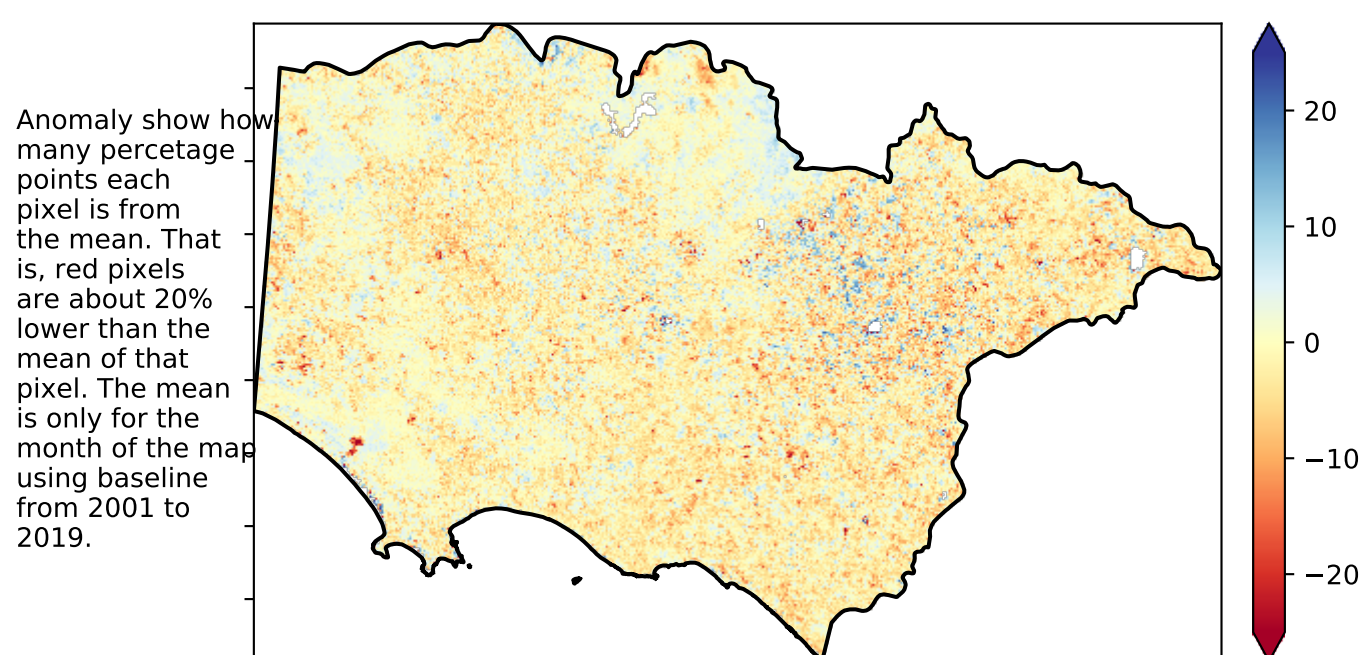 Anomaly show how
many percetage
points each
pixel is from
the mean. That
is, red pixels
are about 20%
lower than the
mean of that
pixel. The mean
is only for the
month of the map
using baseline
from 2001 to
2019.
20
10
0
−10
−20